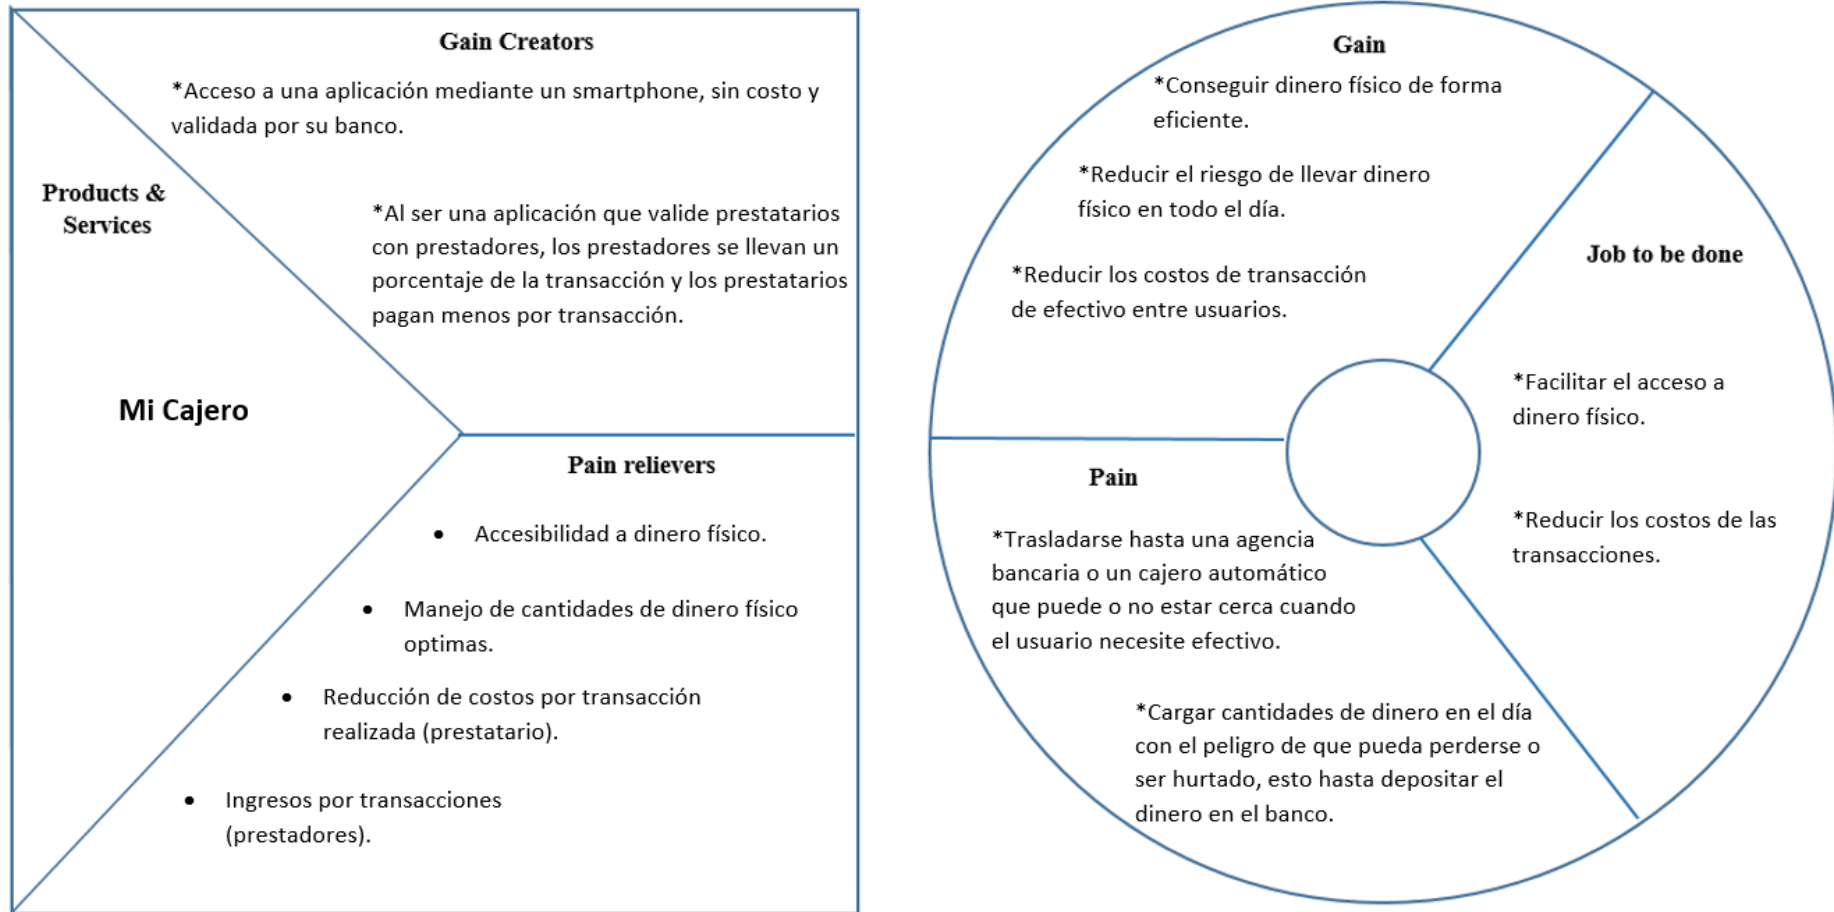 Gain Creators
*Acceso a una aplicación mediante un smartphone, sin costo y
validada por su banco.
*Al ser una aplicación que valide prestatarios
con prestadores, los prestadores se llevan un
porcentaje de la transacción y los prestatarios
pagan menos por transacción.
Products &
Services
Mi Cajero
Pain relievers
• Accesibilidad a dinero físico.
• Manejo de cantidades de dinero físico
optimas.
• Reducción de costos por transacción
realizada (prestatario).
• Ingresos por transacciones
(prestadores).
Gain
*Conseguir dinero físico de forma
eficiente.
*Reducir el riesgo de llevar dinero
físico en todo el día.
*Reducir los costos de transacción
de efectivo entre usuarios.
Job to be done
*Facilitar el acceso a
dinero físico.
*Reducir los costos de las
transacciones.
Pain
*Trasladarse hasta una agencia
bancaria o un cajero automático
que puede o no estar cerca cuando
el usuario necesite efectivo.
*Cargar cantidades de dinero en el día
con el peligro de que pueda perderse o
ser hurtado, esto hasta depositar el
dinero en el banco.